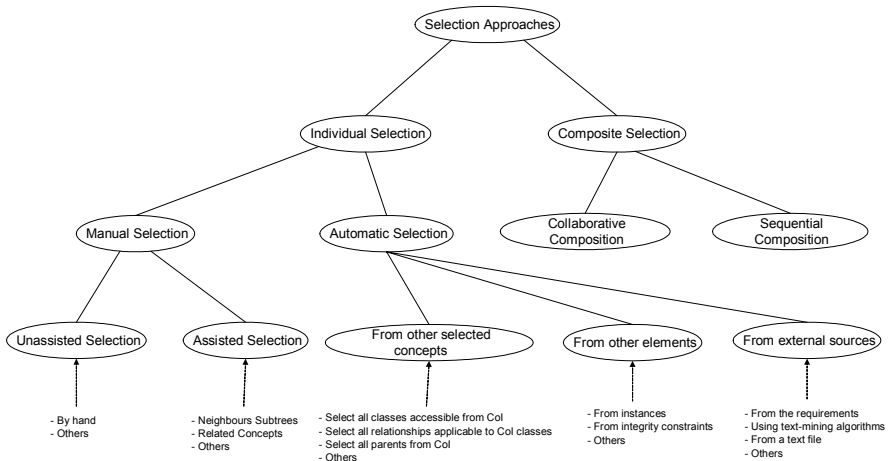 Selection Approaches
Individual Selection
Composite Selection
Manual Selection
Automatic Selection
Collaborative
Composition
Sequential
Composition
Unassisted Selection
Assisted Selection
From other selected
concepts
From other elements
From external sources
- By hand
- Others
- Neighbours Subtrees
- Related Concepts
- Others
- Select all classes accessible from CoI
- Select all relationships applicable to CoI classes
- Select all parents from CoI
- Others
- From instances
- From integrity constraints
- Others
- From the requirements
- Using text-mining algorithms
- From a text file
- Others